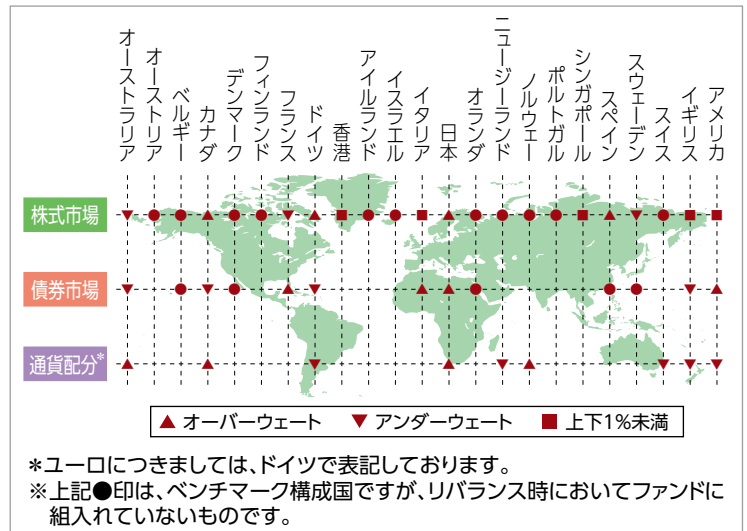 オーストラリア
オーストリア
ベルギー
カナダ
デンマーク
フィンランド
フランス
ドイツ
香港
アイルランド
イスラエル
イタリア
日本
オランダ
ニュージーランド
ノルウェー
ポルトガル
シンガポール
スペイン
スウェーデン
スイス
イギリス
アメリカ
株式市場
債券市場
通貨配分*
▲ オーバーウェート ▼ アンダーウェート ■ 上下1%未満
*ユーロにつきましては、ドイツで表記しております。
※上記●印は、ベンチマーク構成国ですが、リバランス時においてファンドに
組入れていないものです。